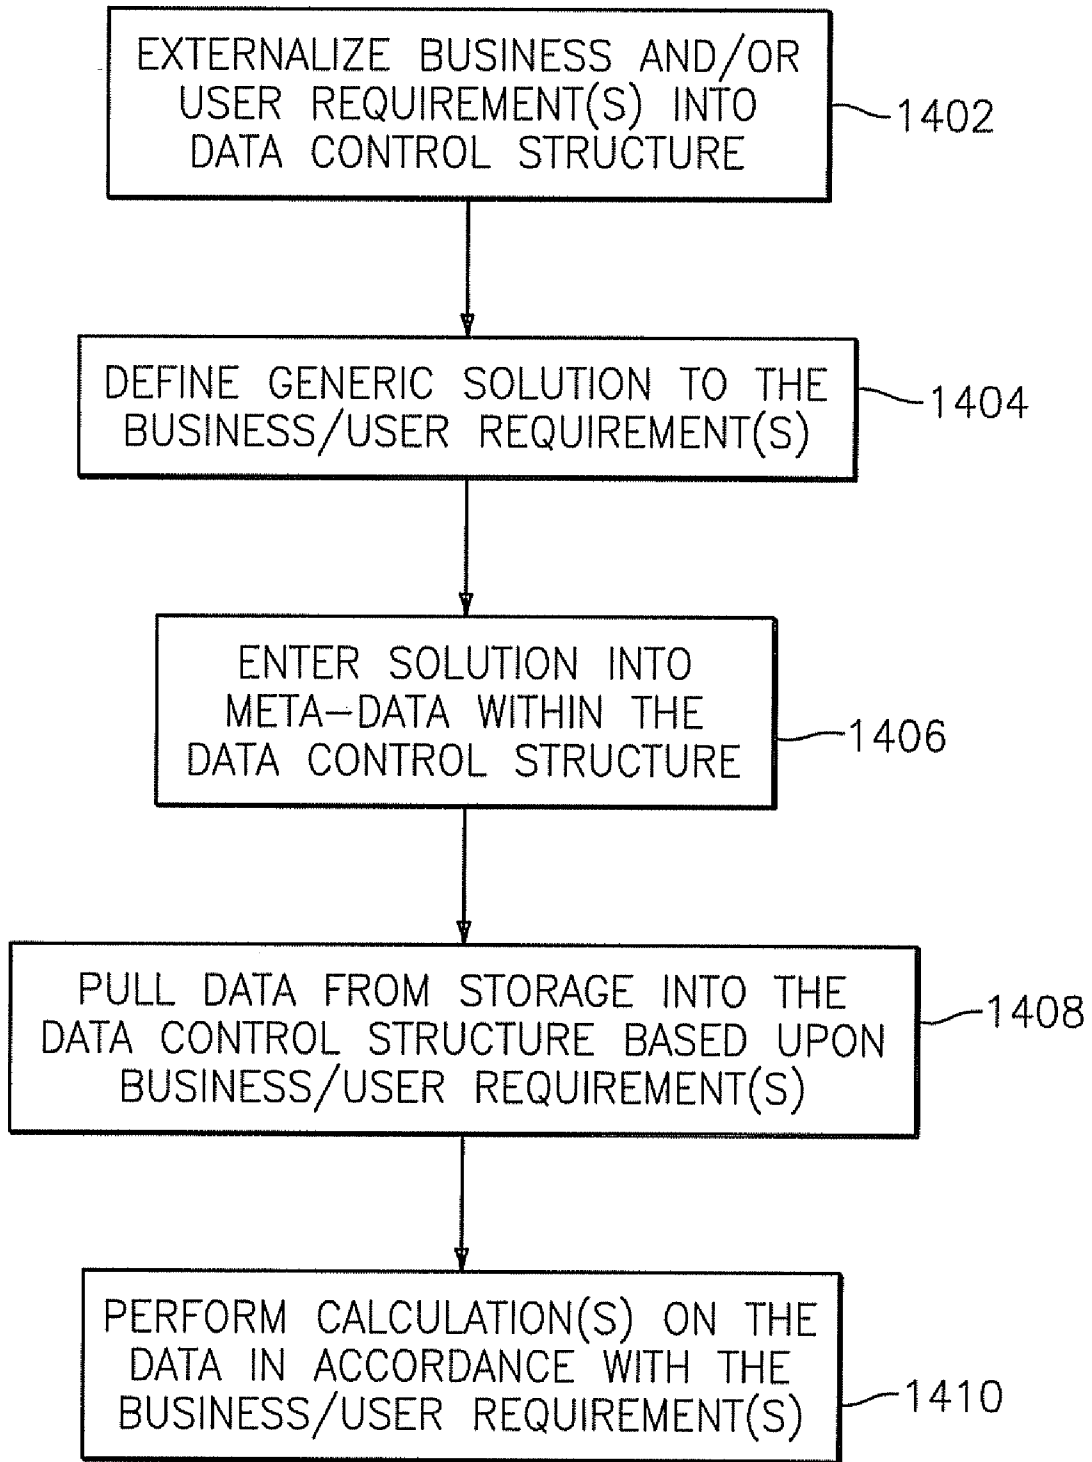 EXTERNALIZE BUSINESS AND/OR
USER REQUIREMENT(S) INTO
DATA CONTROL STRUCTURE
1402
DEFINE GENERIC SOLUTION TO THE
BUSINESS/USER REQUIREMENT(S)
1404
ENTER SOLUTION INTO
META-DATA WITHIN THE
DATA CONTROL STRUCTURE
1406
PULL DATA FROM STORAGE INTO THE
DATA CONTROL STRUCTURE BASED UPON
BUSINESS/USER REQUIREMENT(S)
1408
PERFORM CALCULATION(S) ON THE
DATA IN ACCORDANCE WITH THE
BUSINESS/USER REQUIREMENT(S)
1410